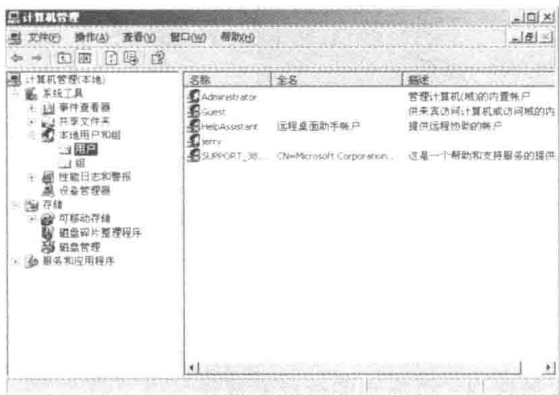 计算机管理
文件(F) 操作(A) 查看(V) 窗口(W) 帮助(H)
计算机管理(本地)
系统工具
事件查看器
共享文件夹
本地用户和组
用户
组
性能日志和警报
设备管理器
存储
可移动存储
磁盘碎片整理程序
磁盘管理
服务和应用程序
名称 全名 描述
Administrator 管理计算机(域)的内置帐户
Guest 供来宾访问计算机或访问域的内
HelpAssistant 远程桌面助手帐户 提供远程协助的帐户
jerry
SUPPORT_38... CN=Microsoft Corporation... 这是一个帮助和支持服务的提供